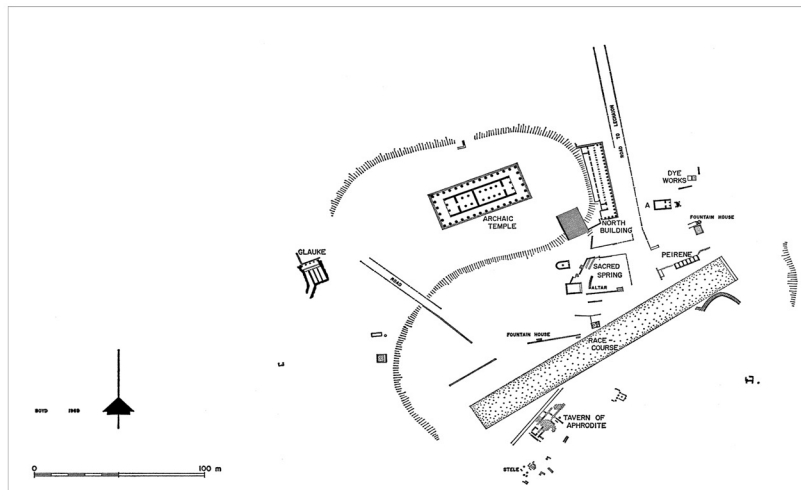 ROAD TO LECHAION
DYE
WORKS
A
FOUNTAIN HOUSE
ARCHAIC
TEMPLE
NORTH
BUILDING
GLAUKE
PEIRENE
SACRED
SPRING
ROAD
ALTAR
FOUNTAIN HOUSE
RACE -
COURSE
BOYD 1969
TAVERN OF
APHRODITE
0 100 m
STELE